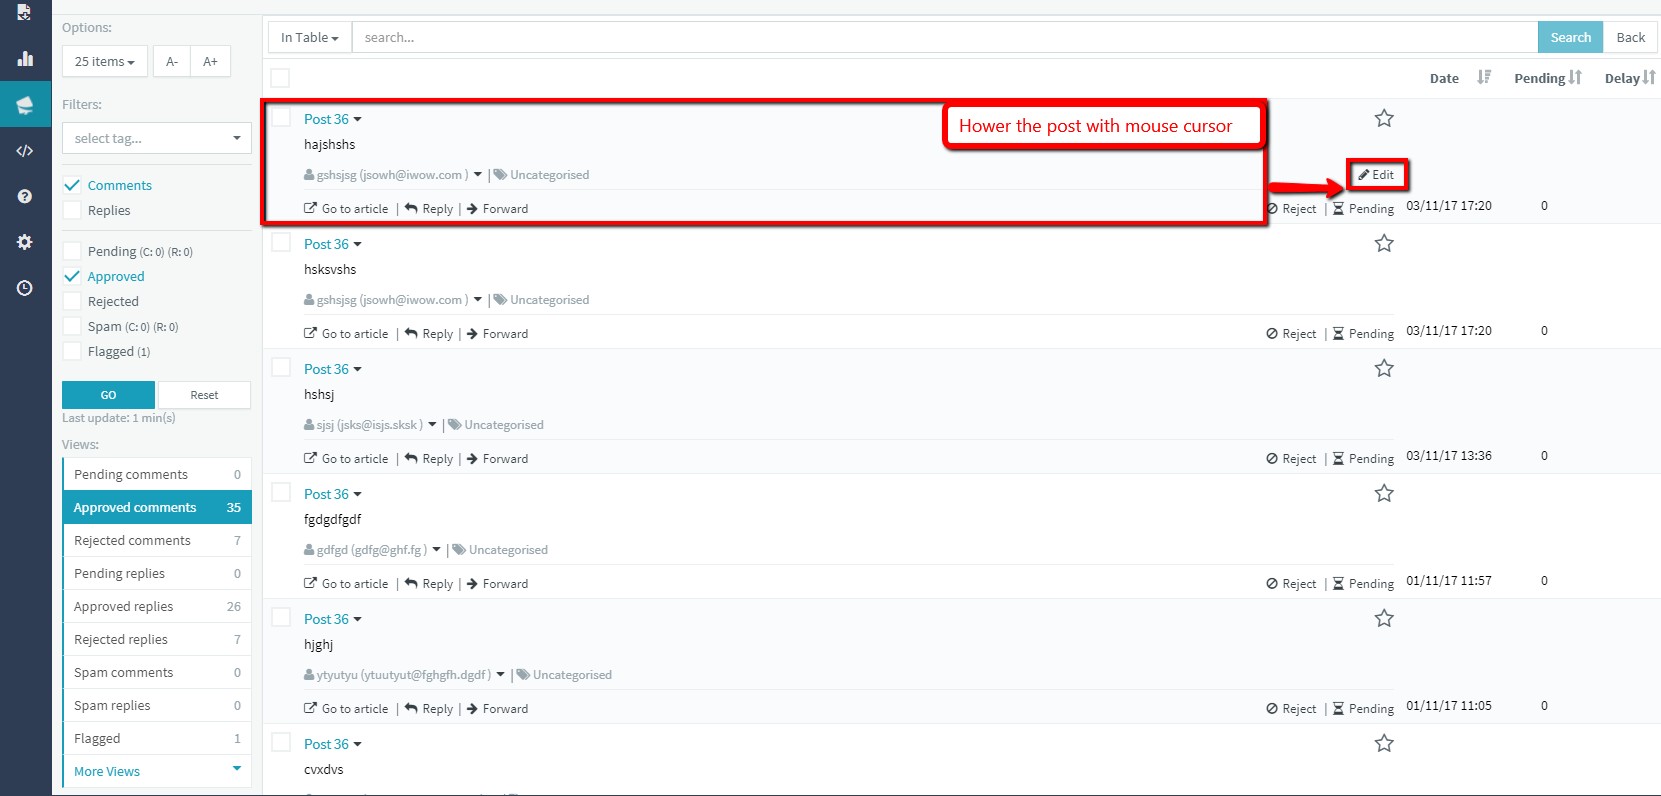 Options:
25 items
A-
A+
Filters:
select tag...
Comments
Replies
Pending (C: 0) (R: 0)
Approved
Rejected
Spam (C: 0) (R: 0)
Flagged (1)
GO
Reset
Last update: 1 min(s)
Views:
Pending comments 0
Approved comments 35
Rejected comments 7
Pending replies 0
Approved replies 26
Rejected replies 7
Spam comments 0
Spam replies 0
Flagged 1
More Views
In Table
search...
Search
Back
Date
Pending
Delay
Hower the post with mouse cursor
Post 36
hajshshs
gshsjsg (jsowh@iwow.com ) | Uncategorised
Edit
Go to article | Reply | Forward
Reject | Pending
03/11/17 17:20 0
Post 36
hsksvshs
gshsjsg (jsowh@iwow.com ) | Uncategorised
Go to article | Reply | Forward
Reject | Pending
03/11/17 17:20 0
Post 36
hshsj
sjsj (jsks@isjs.sksk ) | Uncategorised
Go to article | Reply | Forward
Reject | Pending
03/11/17 13:36 0
Post 36
fgdgdfgdf
gdfgd (gdfg@ghf.fg ) | Uncategorised
Go to article | Reply | Forward
Reject | Pending
01/11/17 11:57 0
Post 36
hjghj
ytyutyu (ytuutyut@fghgfh.dgdf ) | Uncategorised
Go to article | Reply | Forward
Reject | Pending
01/11/17 11:05 0
Post 36
cvxdvs